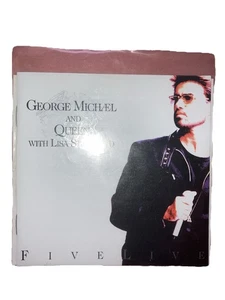 GEORGE MICHAEL
AND
QUEEN
WITH LISA
FIVE LIVE